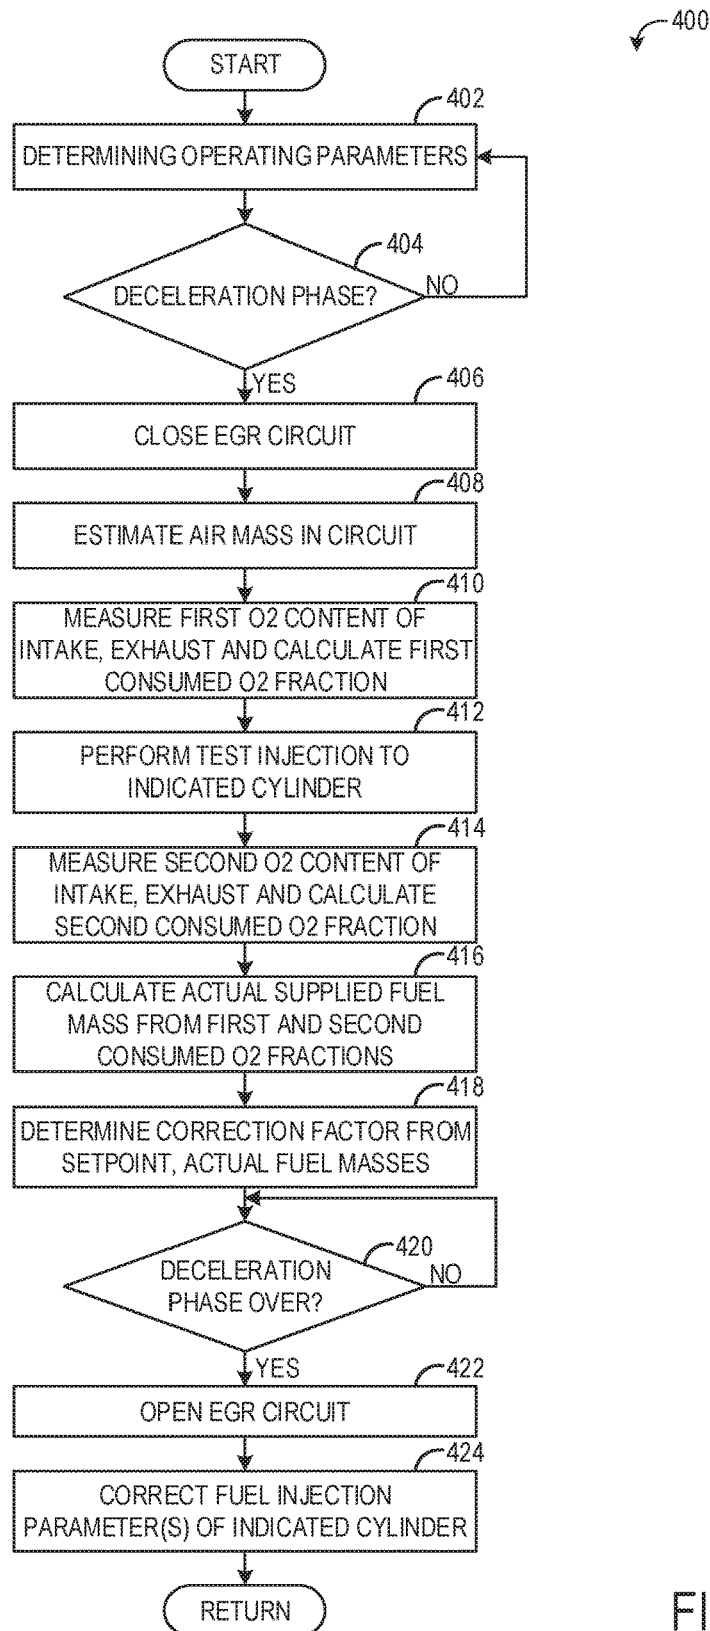 400
START
402
DETERMINING OPERATING PARAMETERS
404
DECELERATION PHASE?
NO
YES
406
CLOSE EGR CIRCUIT
408
ESTIMATE AIR MASS IN CIRCUIT
410
MEASURE FIRST O2 CONTENT OF
INTAKE, EXHAUST AND CALCULATE FIRST
CONSUMED O2 FRACTION
412
PERFORM TEST INJECTION TO
INDICATED CYLINDER
414
MEASURE SECOND O2 CONTENT OF
INTAKE, EXHAUST AND CALCULATE
SECOND CONSUMED O2 FRACTION
416
CALCULATE ACTUAL SUPPLIED FUEL
MASS FROM FIRST AND SECOND
CONSUMED O2 FRACTIONS
418
DETERMINE CORRECTION FACTOR FROM
SETPOINT, ACTUAL FUEL MASSES
420
DECELERATION
PHASE OVER?
NO
YES
422
OPEN EGR CIRCUIT
424
CORRECT FUEL INJECTION
PARAMETER(S) OF INDICATED CYLINDER
RETURN